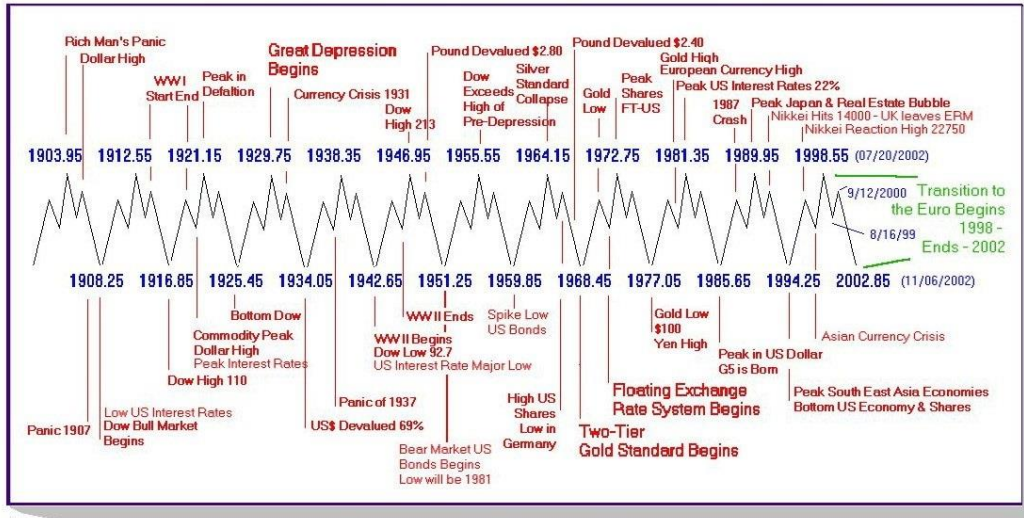 Rich Man's Panic
Dollar High
WW I
Start End
Peak in
Defaltion
Great Depression
Begins
Currency Crisis 1931
Dow
High 213
Pound Devalued $2.80
Dow
Exceeds
High of
Pre-Depression
Silver
Standard
Collapse
Pound Devalued $2.40
Gold Low
Peak
Shares
FT-US
Gold High
European Currency High
Peak US Interest Rates 22%
1987
Crash
Peak Japan & Real Estate Bubble
Nikkei Hits 14000 - UK leaves ERM
Nikkei Reaction High 22750
1903.95 1912.55 1921.15 1929.75 1938.35 1946.95 1955.55 1964.15 1972.75 1981.35 1989.95 1998.55 (07/20/2002)
9/12/2000
8/16/99
Transition to
the Euro Begins
1998 -
Ends - 2002
1908.25 1916.85 1925.45 1934.05 1942.65 1951.25 1959.85 1968.45 1977.05 1985.65 1994.25 2002.85 (11/06/2002)
Panic 1907
Low US Interest Rates
Dow Bull Market
Begins
Dow High 110
Commodity Peak
Dollar High
Peak Interest Rates
Bottom Dow
US$ Devalued 69%
Panic of 1937
WW II Begins
Dow Low 92.7
US Interest Rate Major Low
WW II Ends
Bear Market US
Bonds Begins
Low will be 1981
Spike Low
US Bonds
High US
Shares
Low in
Germany
Two-Tier
Gold Standard Begins
Floating Exchange
Rate System Begins
Gold Low
$100
Yen High
Peak in US Dollar
G5 is Born
Peak South East Asia Economies
Bottom US Economy & Shares
Asian Currency Crisis